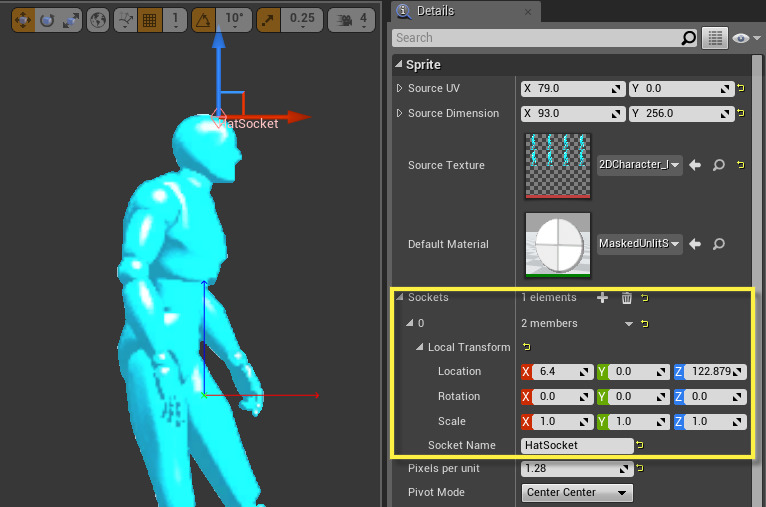 1 10° 0.25 4
HatSocket
Details
Search
Sprite
Source UV X 79.0 Y 0.0
Source Dimension X 93.0 Y 256.0
Source Texture 2DCharacter_
Default Material MaskedUnlitS
Sockets 1 elements
0 2 members
Local Transform
Location X 6.4 Y 0.0 Z 122.879
Rotation X 0.0 Y 0.0 Z 0.0
Scale X 1.0 Y 1.0 Z 1.0
Socket Name HatSocket
Pixels per unit 1.28
Pivot Mode Center Center